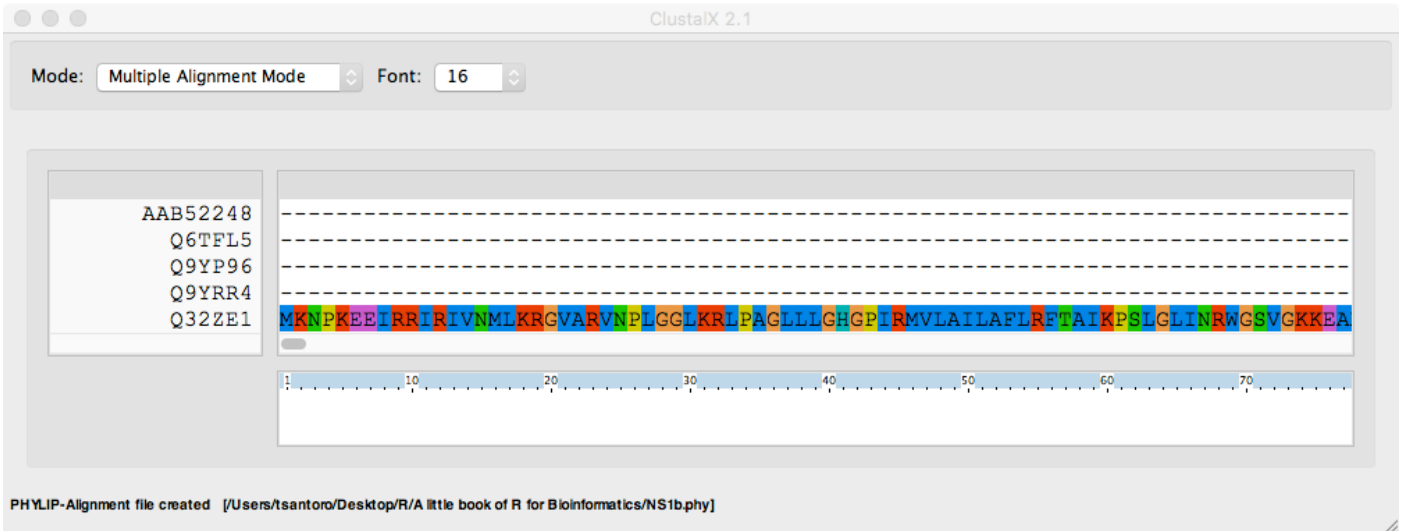 ClustalX 2.1
Mode: Multiple Alignment Mode Font: 16
AAB52248 -----------------------------------------------------------------------------
Q6TFL5 -----------------------------------------------------------------------------
Q9YP96 -----------------------------------------------------------------------------
Q9YRR4 -----------------------------------------------------------------------------
Q32ZE1 MKNPKEEIRRIRIVNMLKRGVARVNPLGGLKRLPAGLLLGHGPIRMVLAILAFLRFTAIKPSLGLINRWGSVGKKEA
1 10 20 30 40 50 60 70
PHYLIP-Alignment file created [/Users/tsantoro/Desktop/R/A little book of R for Bioinformatics/NS1b.phy]